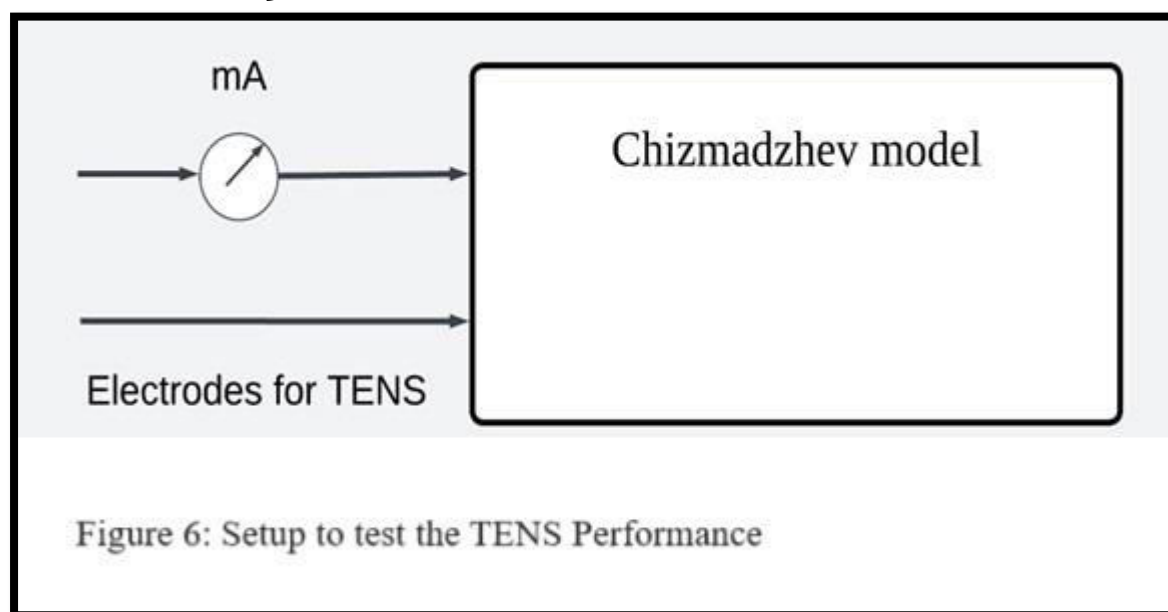 mA
Chizmadzhev model
Electrodes for TENS
Figure 6: Setup to test the TENS Performance